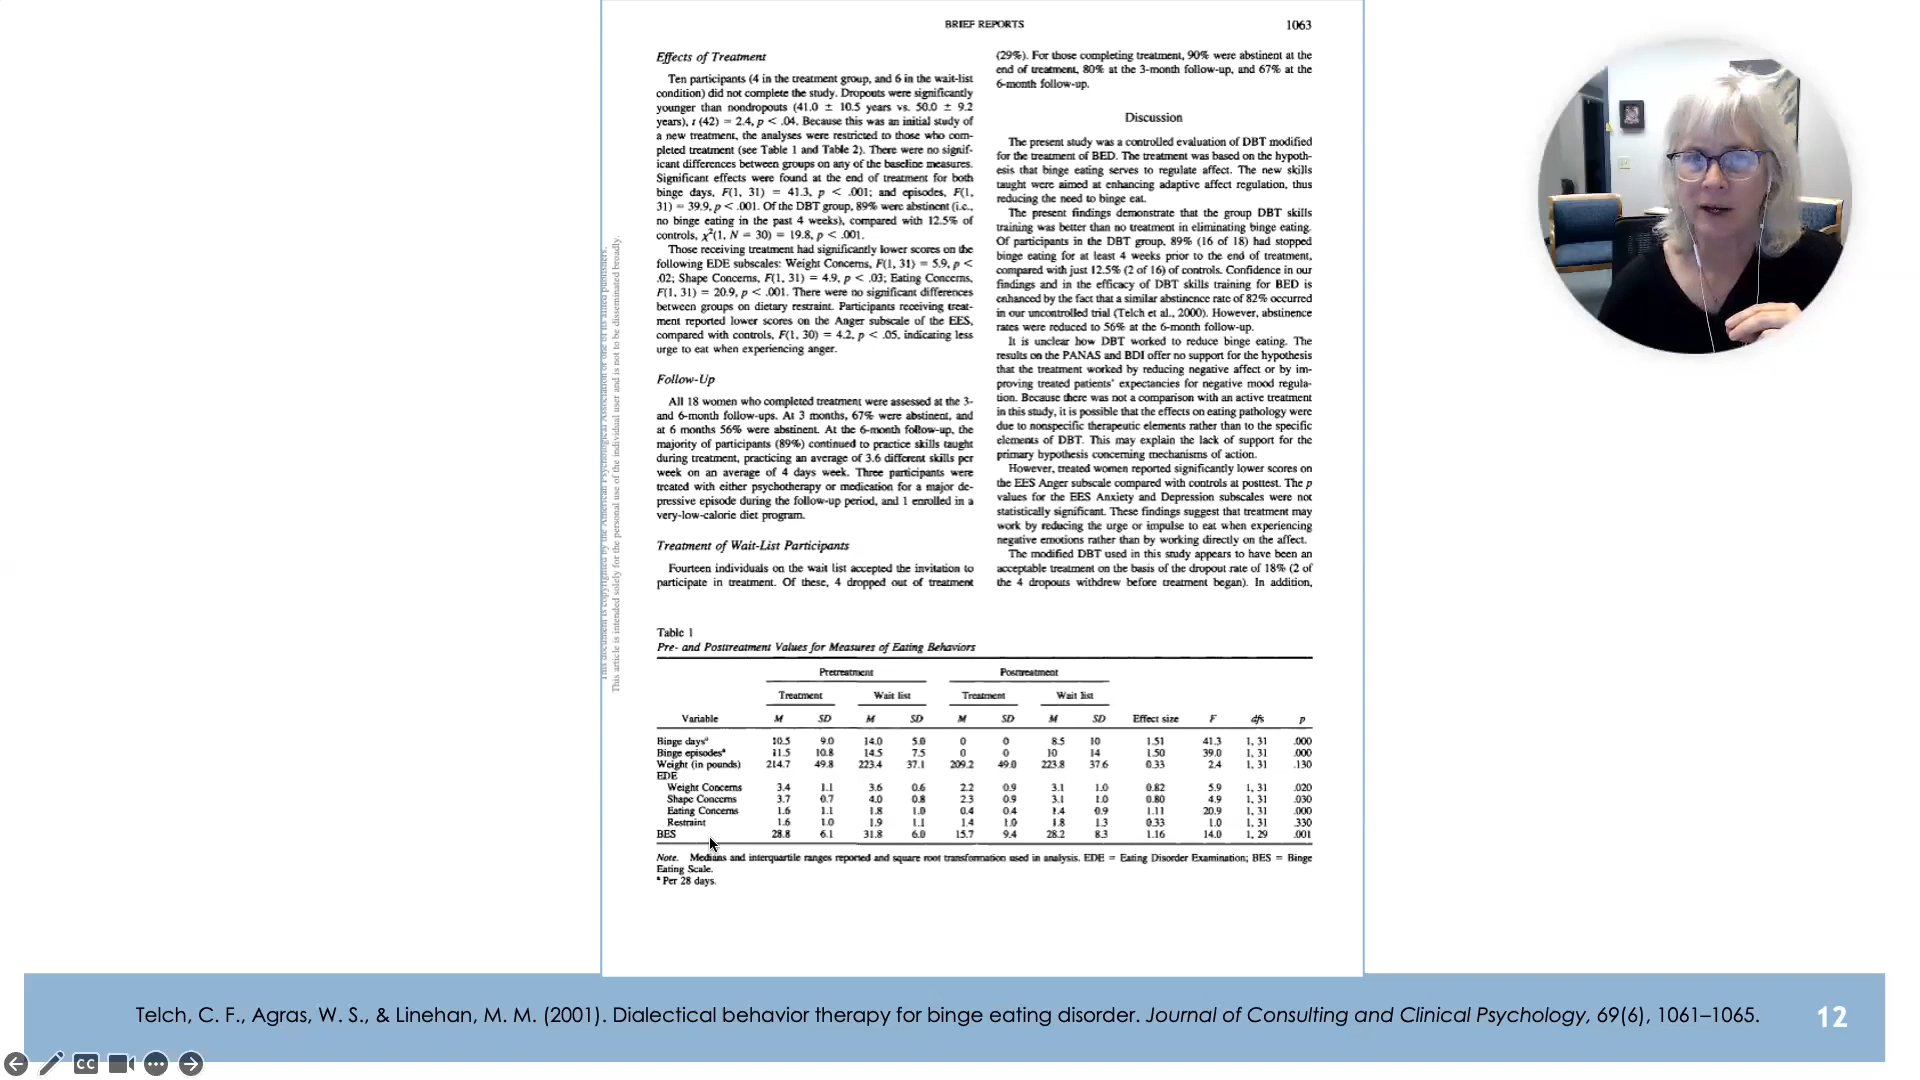 BRIEF REPORTS
1063
Effects of Treatment
Ten participants (4 in the treatment group, and 6 in the wait-list
condition) did not complete the study. Dropouts were significantly
younger than nondropouts (41.0 ± 10.5 years vs. 50.0 ± 9.2
years), t (42) = 2.4, p < .04. Because this was an initial study of
a new treatment, the analyses were restricted to those who com-
pleted treatment (see Table 1 and Table 2). There were no signif-
icant differences between groups on any of the baseline measures.
Significant effects were found at the end of treatment for both
binge days, F(1, 31) = 41.3, p < .001; and episodes, F(1,
31) = 39.9, p < .001. Of the DBT group, 89% were abstinent (i.e.,
no binge eating in the past 4 weeks), compared with 12.5% of
controls, χ²(1, N = 30) = 19.8, p < .001.
Those receiving treatment had significantly lower scores on the
following EDE subscales: Weight Concerns, F(1, 31) = 5.9, p <
.02; Shape Concerns, F(1, 31) = 4.9, p < .03; Eating Concerns,
F(1, 31) = 20.9, p < .001. There were no significant differences
between groups on dietary restraint. Participants receiving treat-
ment reported lower scores on the Anger subscale of the EES,
compared with controls, F(1, 30) = 4.2, p < .05, indicating less
urge to eat when experiencing anger.
Follow-Up
All 18 women who completed treatment were assessed at the 3-
and 6-month follow-ups. At 3 months, 67% were abstinent, and
at 6 months 56% were abstinent. At the 6-month follow-up, the
majority of participants (89%) continued to practice skills taught
during treatment, practicing an average of 3.6 different skills per
week on an average of 4 days week. Three participants were
treated with either psychotherapy or medication for a major de-
pressive episode during the follow-up period, and 1 enrolled in a
very-low-calorie diet program.
Treatment of Wait-List Participants
Fourteen individuals on the wait list accepted the invitation to
participate in treatment. Of these, 4 dropped out of treatment
(29%). For those completing treatment, 90% were abstinent at the
end of treatment, 80% at the 3-month follow-up, and 67% at the
6-month follow-up.
Discussion
The present study was a controlled evaluation of DBT modified
for the treatment of BED. The treatment was based on the hypoth-
esis that binge eating serves to regulate affect. The new skills
taught were aimed at enhancing adaptive affect regulation, thus
reducing the need to binge eat.
The present findings demonstrate that the group DBT skills
training was better than no treatment in eliminating binge eating.
Of participants in the DBT group, 89% (16 of 18) had stopped
binge eating for at least 4 weeks prior to the end of treatment,
compared with just 12.5% (2 of 16) of controls. Confidence in our
findings and in the efficacy of DBT skills training for BED is
enhanced by the fact that a similar abstinence rate of 82% occurred
in our uncontrolled trial (Telch et al., 2000). However, abstinence
rates were reduced to 56% at the 6-month follow-up.
It is unclear how DBT worked to reduce binge eating. The
results on the PANAS and BDI offer no support for the hypothesis
that the treatment worked by reducing negative affect or by im-
proving treated patients' expectancies for negative mood regula-
tion. Because there was not a comparison with an active treatment
in this study, it is possible that the effects on eating pathology were
due to nonspecific therapeutic elements rather than to the specific
elements of DBT. This may explain the lack of support for the
primary hypothesis concerning mechanisms of action.
However, treated women reported significantly lower scores on
the EES Anger subscale compared with controls at posttest. The p
values for the EES Anxiety and Depression subscales were not
statistically significant. These findings suggest that treatment may
work by reducing the urge or impulse to eat when experiencing
negative emotions rather than by working directly on the affect.
The modified DBT used in this study appears to have been an
acceptable treatment on the basis of the dropout rate of 18% (2 of
the 4 dropouts withdrew before treatment began). In addition,
This document is copyrighted by the American Psychological Association or one of its allied publishers.
This article is intended solely for the personal use of the individual user and is not to be disseminated broadly.
Table 1
Pre- and Posttreatment Values for Measures of Eating Behaviors
Pretreatment Posttreatment
Treatment Wait list Treatment Wait list
Variable M SD M SD M SD M SD Effect size F dfs p
Binge daysᵃ 10.5 9.0 14.0 5.0 0 0 8.5 10 1.51 41.3 1, 31 .000
Binge episodesᵃ 11.5 10.8 14.5 7.5 0 0 10 14 1.50 39.0 1, 31 .000
Weight (in pounds) 214.7 49.8 223.4 37.1 209.2 49.0 223.8 37.6 0.33 2.4 1, 31 .130
EDE
Weight Concerns 3.4 1.1 3.6 0.6 2.2 0.9 3.1 1.0 0.82 5.9 1, 31 .020
Shape Concerns 3.7 0.7 4.0 0.8 2.3 0.9 3.1 1.0 0.80 4.9 1, 31 .030
Eating Concerns 1.6 1.1 1.8 1.0 0.4 0.4 1.4 0.9 1.11 20.9 1, 31 .000
Restraint 1.6 1.0 1.9 1.1 1.4 1.0 1.8 1.3 0.33 1.0 1, 31 .330
BES 28.8 6.1 31.8 6.0 15.7 9.4 28.2 8.3 1.16 14.0 1, 29 .001
Note. Medians and interquartile ranges reported and square root transformation used in analysis. EDE = Eating Disorder Examination; BES = Binge
Eating Scale.
ᵃ Per 28 days.
Telch, C. F., Agras, W. S., & Linehan, M. M. (2001). Dialectical behavior therapy for binge eating disorder. Journal of Consulting and Clinical Psychology, 69(6), 1061–1065.
12
CC